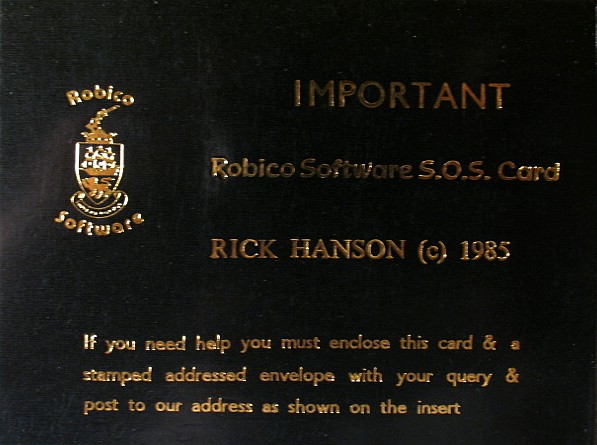 Robico
Software
IMPORTANT
Robico Software S.O.S. Card
RICK HANSON (c) 1985
If you need help you must enclose this card & a
stamped addressed envelope with your query &
post to our address as shown on the insert